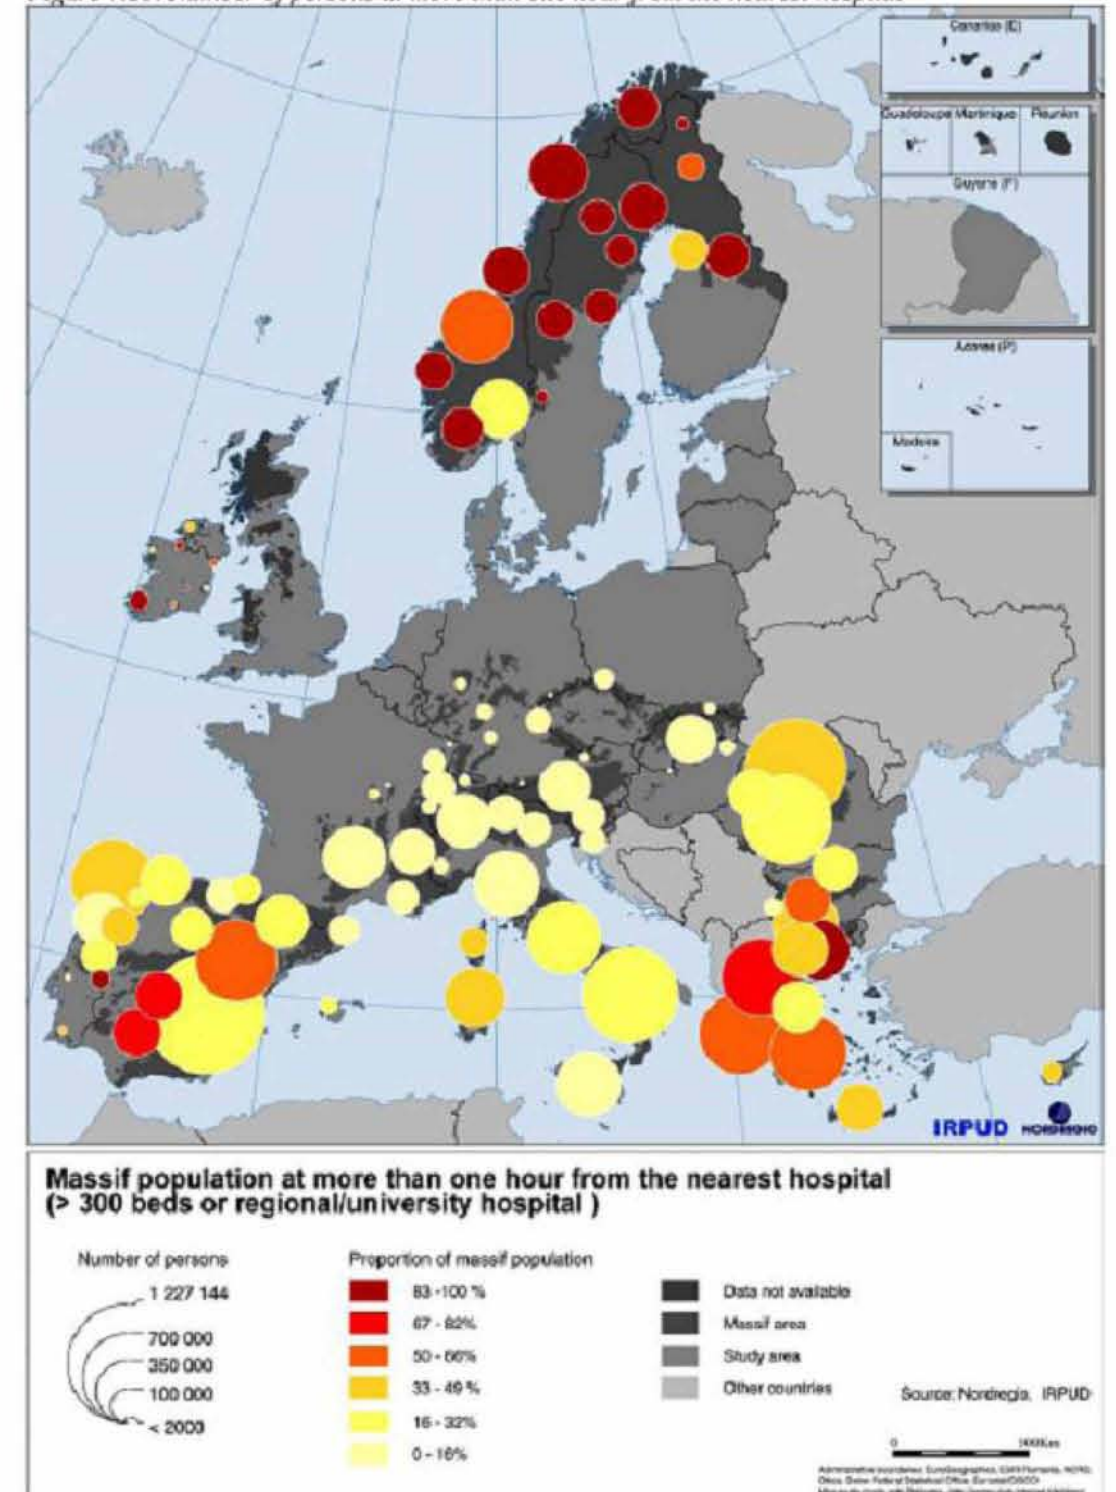 Canarias (E)
Guadeloupe Martinique Reunion
Guyane (F)
Azores (P)
Madeira
IRPUD NORDREGIO
Massif population at more than one hour from the nearest hospital
(> 300 beds or regional/university hospital )
Number of persons
1 227 144
700 000
350 000
100 000
< 2000
Proportion of massif population
83 -100 %
67 - 82%
50 - 66%
33 - 49 %
16 - 32%
0 - 16%
Data not available
Massif area
Study area
Other countries
Source: Nordregio, IRPUD
0